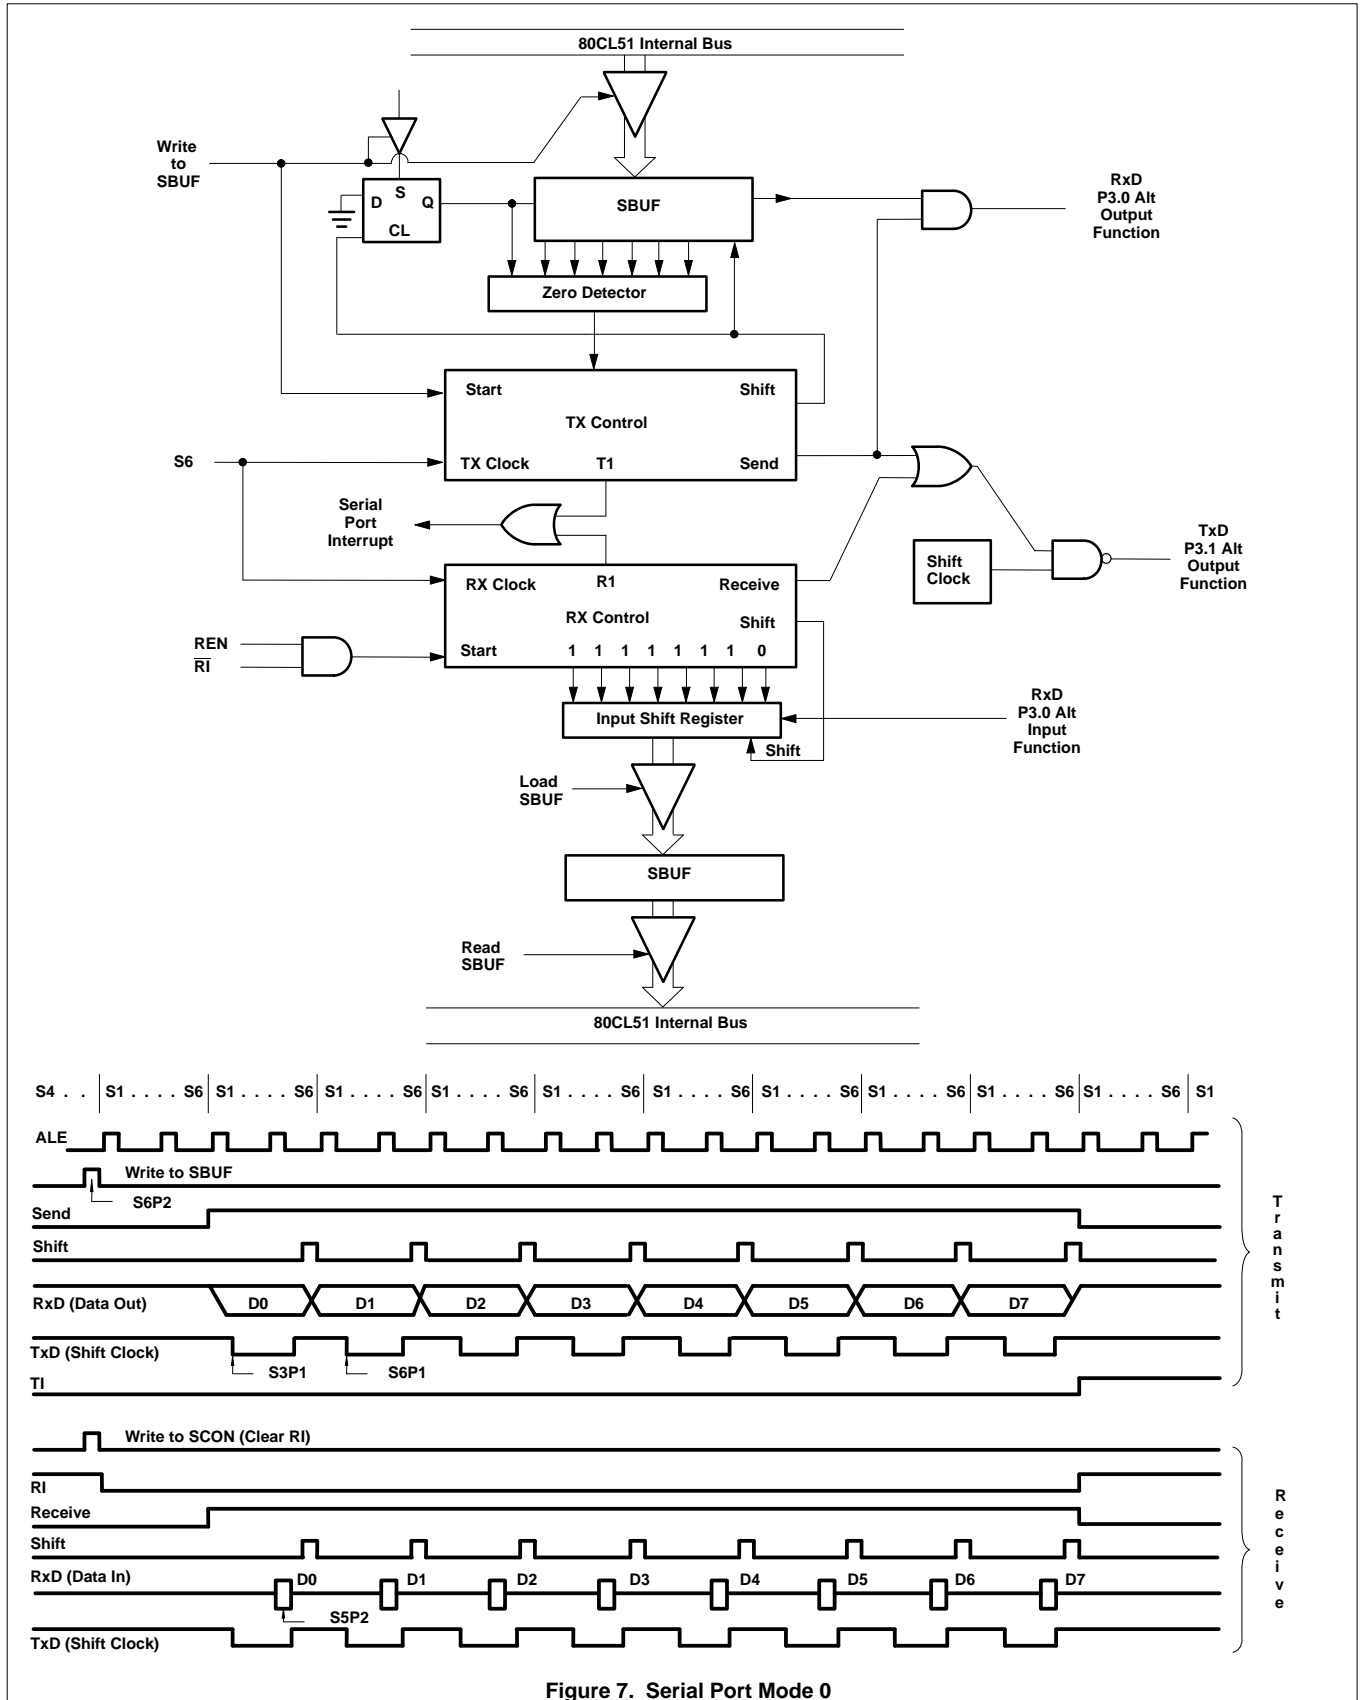 80CL51 Internal Bus
Write
to
SBUF
D
S
Q
CL
SBUF
RxD
P3.0 Alt
Output
Function
Zero Detector
Start
Shift
TX Control
S6
TX Clock
T1
Send
Serial
Port
Interrupt
TxD
P3.1 Alt
Output
Function
Shift
Clock
RX Clock
R1
Receive
RX Control
Shift
REN
RI
Start
1 1 1 1 1 1 1 0
RxD
P3.0 Alt
Input
Function
Input Shift Register
Shift
Load
SBUF
SBUF
Read
SBUF
80CL51 Internal Bus
S4 . . S1 . . . . S6 S1 . . . . S6 S1 . . . . S6 S1 . . . . S6 S1 . . . . S6 S1 . . . . S6 S1 . . . . S6 S1 . . . . S6 S1 . . . . S6 S1 . . . . S6 S1
ALE
Write to SBUF
S6P2
Send
Shift
RxD (Data Out)
D0 D1 D2 D3 D4 D5 D6 D7
TxD (Shift Clock)
S3P1
S6P1
TI
Transmit
Write to SCON (Clear RI)
RI
Receive
Shift
RxD (Data In)
D0 D1 D2 D3 D4 D5 D6 D7
S5P2
TxD (Shift Clock)
Receive
Figure 7. Serial Port Mode 0